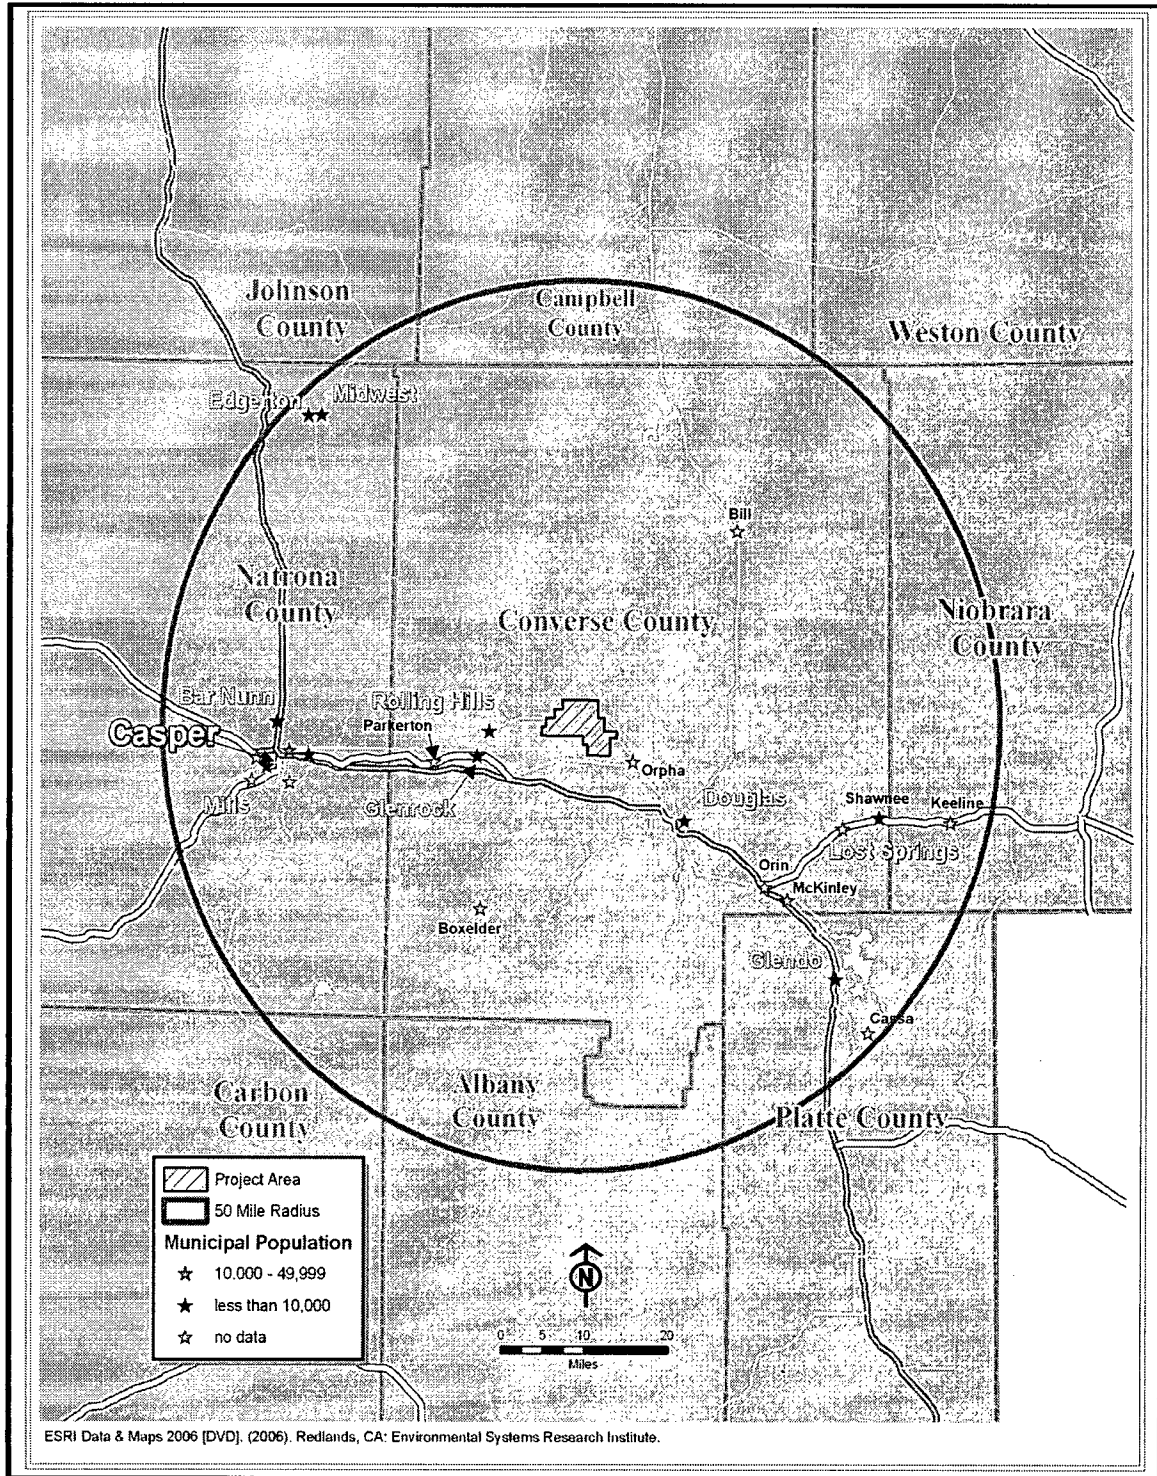 Johnson
County
Campbell
County
Weston County
Edgerton
Midwest
Bill
Natrona
County
Converse County
Niobrara
County
Bar Nunn
Rolling Hills
Parkerton
Casper
Orpha
Glenrock
Mills
Douglas
Shawnee
Keeline
Lost Springs
Orin
McKinley
Boxelder
Glendo
Cassa
Carbon
County
Albany
County
Platte County
Project Area
50 Mile Radius
Municipal Population
10,000 - 49,999
less than 10,000
no data
N
0 5 10 20
Miles
ESRI Data & Maps 2006 [DVD]. (2006). Redlands, CA: Environmental Systems Research Institute.